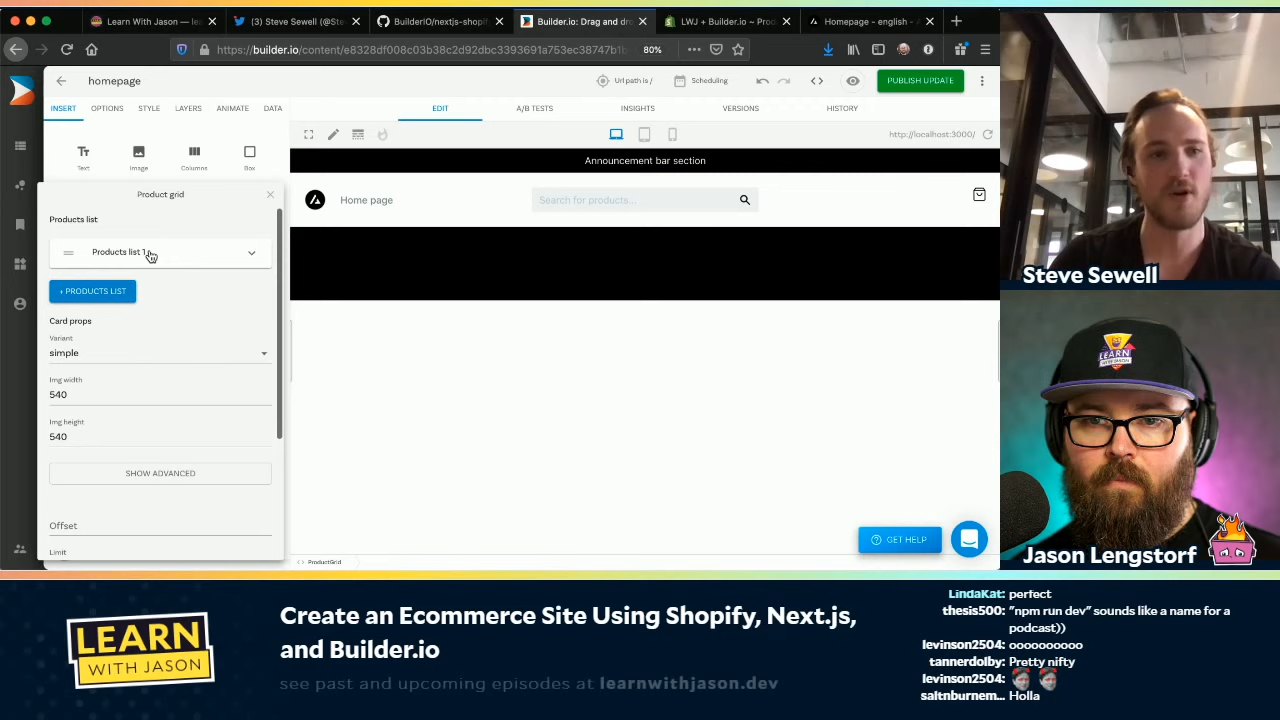 Learn With Jason — l
(3) Steve Sewell (@Ste
BuilderIO/nextjs-shopif
Builder.io: Drag and dro
LWJ + Builder.io ~ Prod
Homepage - english - A
https://builder.io/content/e8328df008c03b38c2d92dbc3393691a753ec38747b1b
80%
homepage
Url path is /
Scheduling
PUBLISH UPDATE
INSERT OPTIONS STYLE LAYERS ANIMATE DATA
EDIT A/B TESTS INSIGHTS VERSIONS HISTORY
Text Image Columns Box
http://localhost:3000/
Product grid
Products list
Products list 1
+ PRODUCTS LIST
Card props
Variant
simple
Img width
540
Img height
540
SHOW ADVANCED
Offset
Limit
Announcement bar section
Home page
Search for products...
GET HELP
<> ProductGrid
Steve Sewell
LEARN
Jason Lengstorf
LEARN
WITH JASON
Create an Ecommerce Site Using Shopify, Next.js,
and Builder.io
see past and upcoming episodes at learnwithjason.dev
LindaKat: perfect
thesis500: "npm run dev" sounds like a name for a
podcast))
levinson2504: oooooooooo
tannerdolby: Pretty nifty
levinson2504:
saltnburnem... Holla